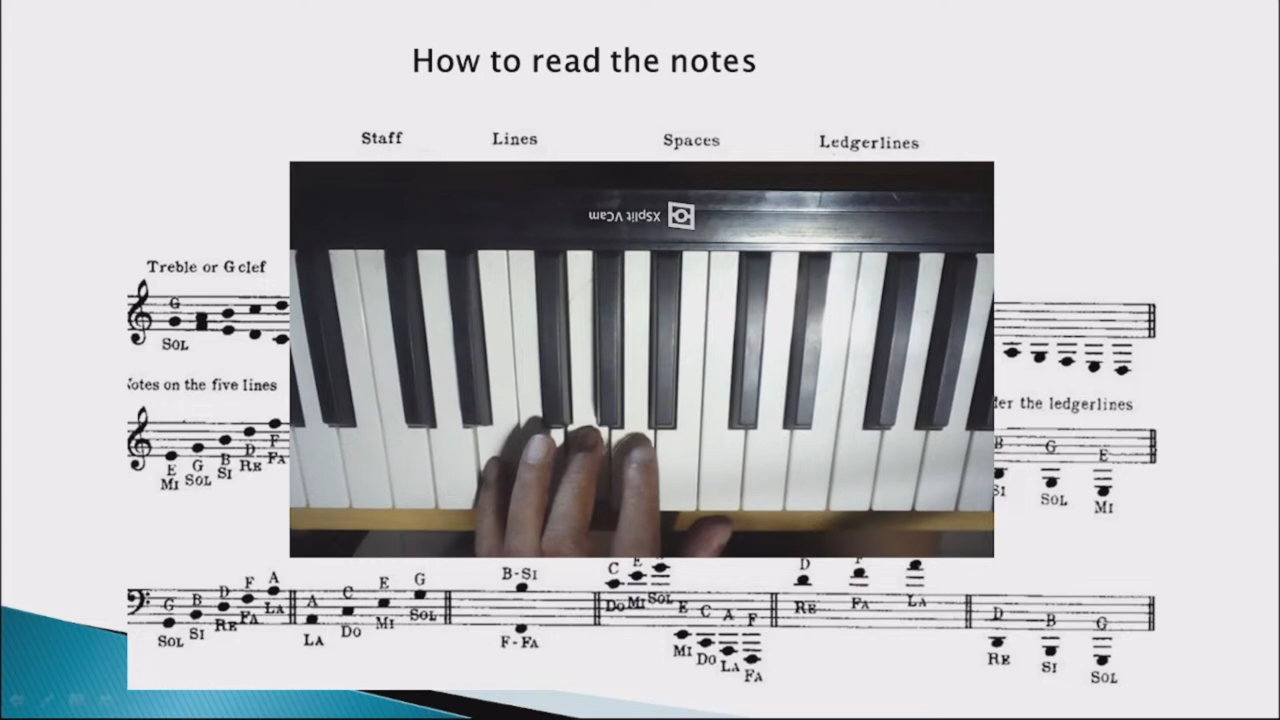 How to read the notes
Staff Lines Spaces Ledgerlines
XSplit VCam
Treble or G clef
G
SOL
otes on the five lines
er the ledgerlines
E G B D F
MI SOL SI RE FA
B G E
SI SOL MI
G B D F A
SOL SI RE FA LA
A C E G
LA DO MI SOL
B-SI
F-FA
C E
DO MI SOL
E C A F
MI DO LA FA
D F
RE FA LA
D B G
RE SI SOL